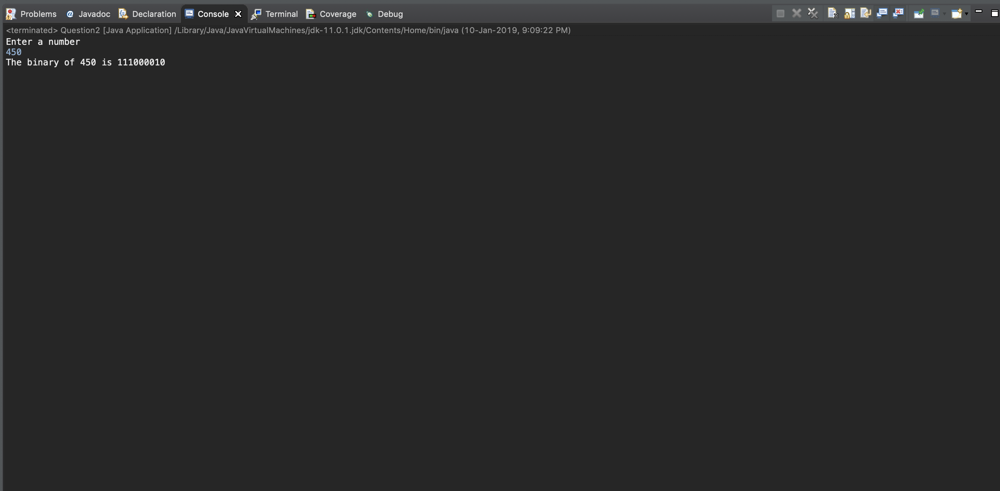 Problems @ Javadoc Declaration Console Terminal Coverage Debug
<terminated> Question2 [Java Application] /Library/Java/JavaVirtualMachines/jdk-11.0.1.jdk/Contents/Home/bin/java (10-Jan-2019, 9:09:22 PM)
Enter a number
450
The binary of 450 is 111000010